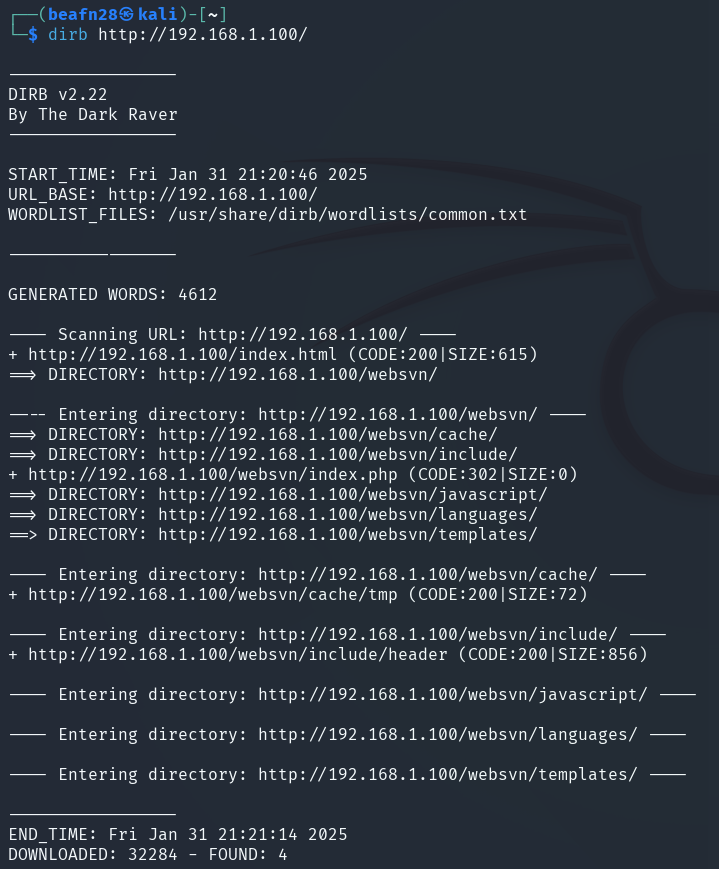 ┌──(beafn28㉿kali)-[~]
└─$ dirb http://192.168.1.100/
-----------------
DIRB v2.22
By The Dark Raver
-----------------
START_TIME: Fri Jan 31 21:20:46 2025
URL_BASE: http://192.168.1.100/
WORDLIST_FILES: /usr/share/dirb/wordlists/common.txt
-----------------
GENERATED WORDS: 4612
---- Scanning URL: http://192.168.1.100/ ----
+ http://192.168.1.100/index.html (CODE:200|SIZE:615)
==> DIRECTORY: http://192.168.1.100/websvn/
---- Entering directory: http://192.168.1.100/websvn/ ----
==> DIRECTORY: http://192.168.1.100/websvn/cache/
==> DIRECTORY: http://192.168.1.100/websvn/include/
+ http://192.168.1.100/websvn/index.php (CODE:302|SIZE:0)
==> DIRECTORY: http://192.168.1.100/websvn/javascript/
==> DIRECTORY: http://192.168.1.100/websvn/languages/
==> DIRECTORY: http://192.168.1.100/websvn/templates/
---- Entering directory: http://192.168.1.100/websvn/cache/ ----
+ http://192.168.1.100/websvn/cache/tmp (CODE:200|SIZE:72)
---- Entering directory: http://192.168.1.100/websvn/include/ ----
+ http://192.168.1.100/websvn/include/header (CODE:200|SIZE:856)
---- Entering directory: http://192.168.1.100/websvn/javascript/ ----
---- Entering directory: http://192.168.1.100/websvn/languages/ ----
---- Entering directory: http://192.168.1.100/websvn/templates/ ----
-----------------
END_TIME: Fri Jan 31 21:21:14 2025
DOWNLOADED: 32284 - FOUND: 4